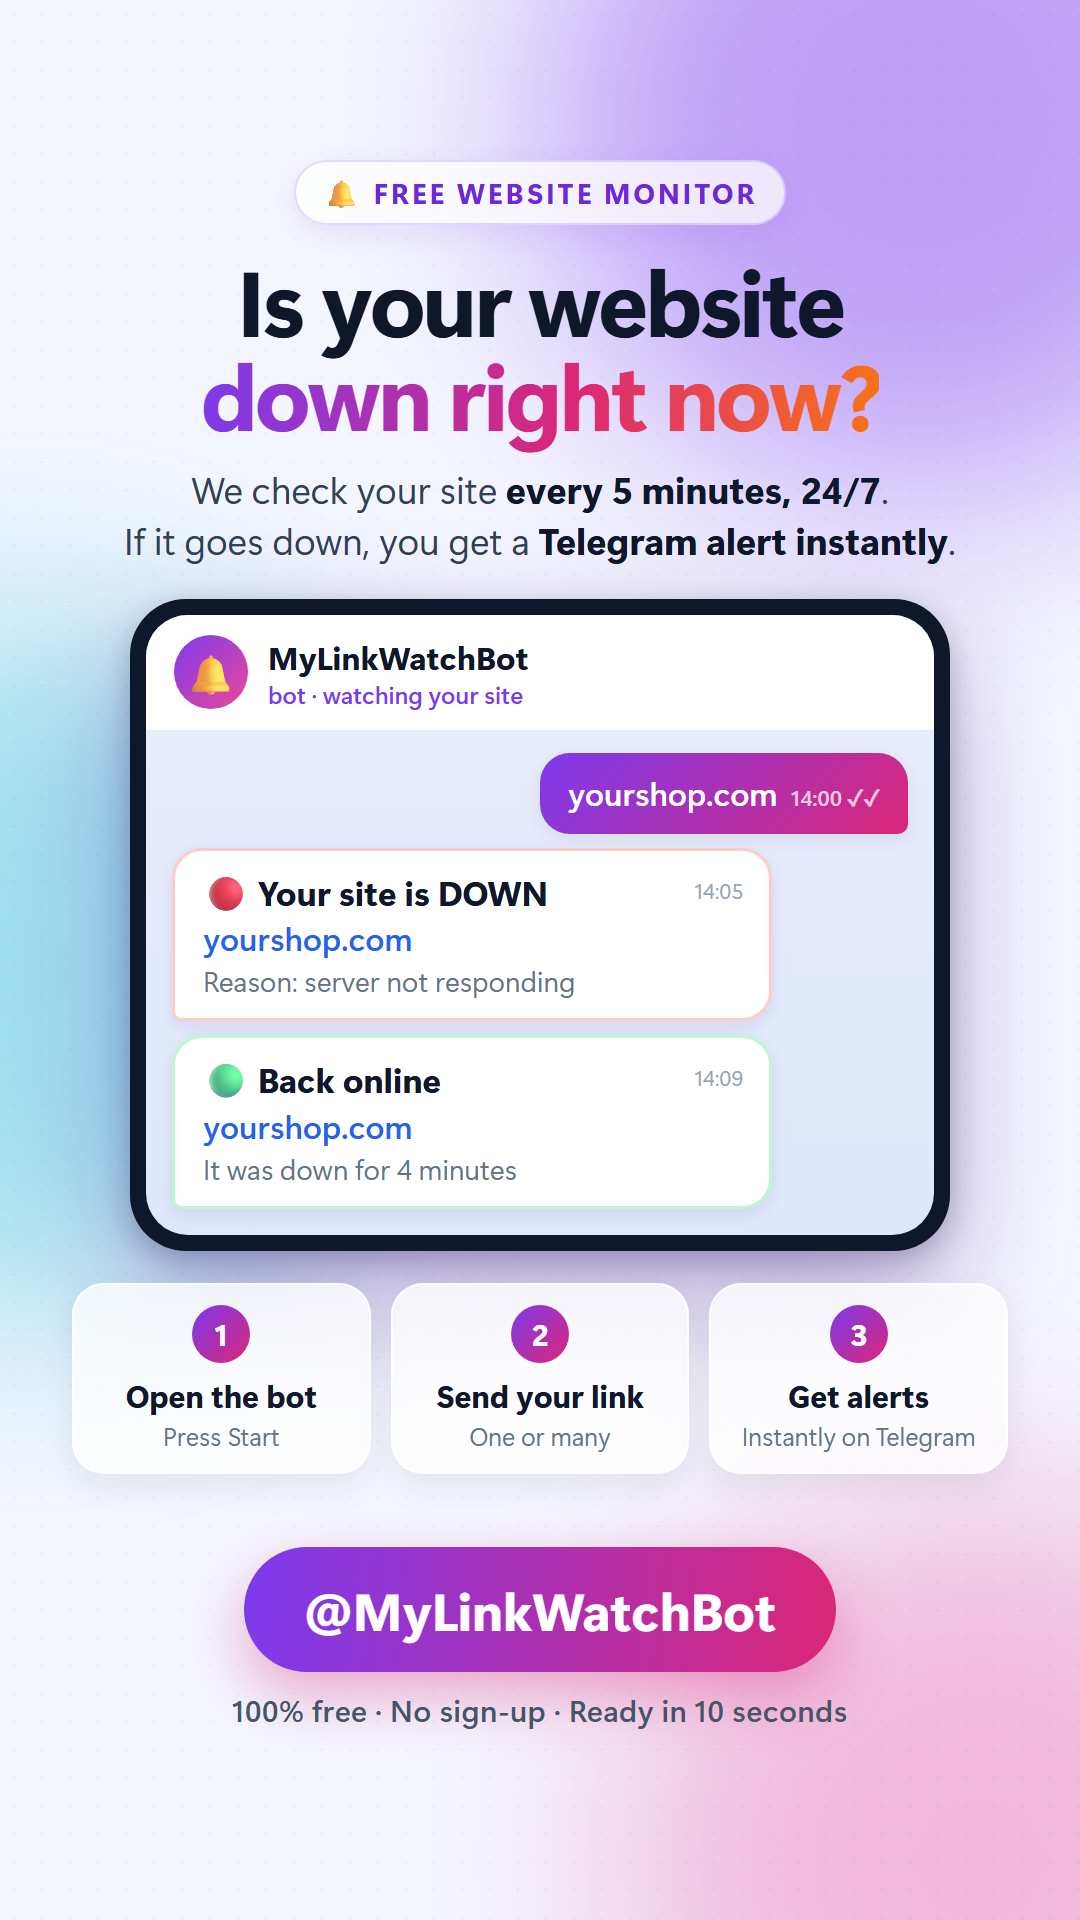 🔔 FREE WEBSITE MONITOR
Is your website
down right now?
We check your site every 5 minutes, 24/7.
If it goes down, you get a Telegram alert instantly.
MyLinkWatchBot
bot · watching your site
yourshop.com 14:00 ✓✓
🔴 Your site is DOWN 14:05
yourshop.com
Reason: server not responding
🟢 Back online 14:09
yourshop.com
It was down for 4 minutes
1
Open the bot
Press Start
2
Send your link
One or many
3
Get alerts
Instantly on Telegram
@MyLinkWatchBot
100% free · No sign-up · Ready in 10 seconds